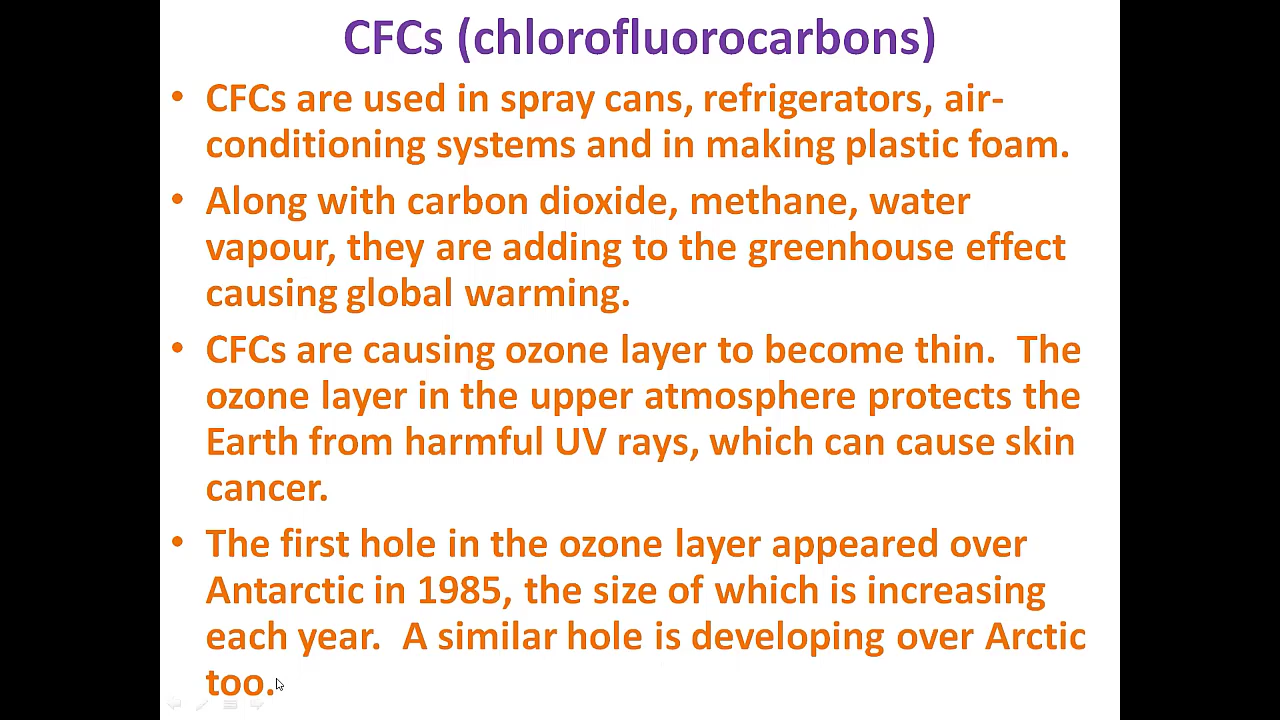 CFCs (chlorofluorocarbons)
• CFCs are used in spray cans, refrigerators, air-
conditioning systems and in making plastic foam.
• Along with carbon dioxide, methane, water
vapour, they are adding to the greenhouse effect
causing global warming.
• CFCs are causing ozone layer to become thin.  The
ozone layer in the upper atmosphere protects the
Earth from harmful UV rays, which can cause skin
cancer.
• The first hole in the ozone layer appeared over
Antarctic in 1985, the size of which is increasing
each year.  A similar hole is developing over Arctic
too.